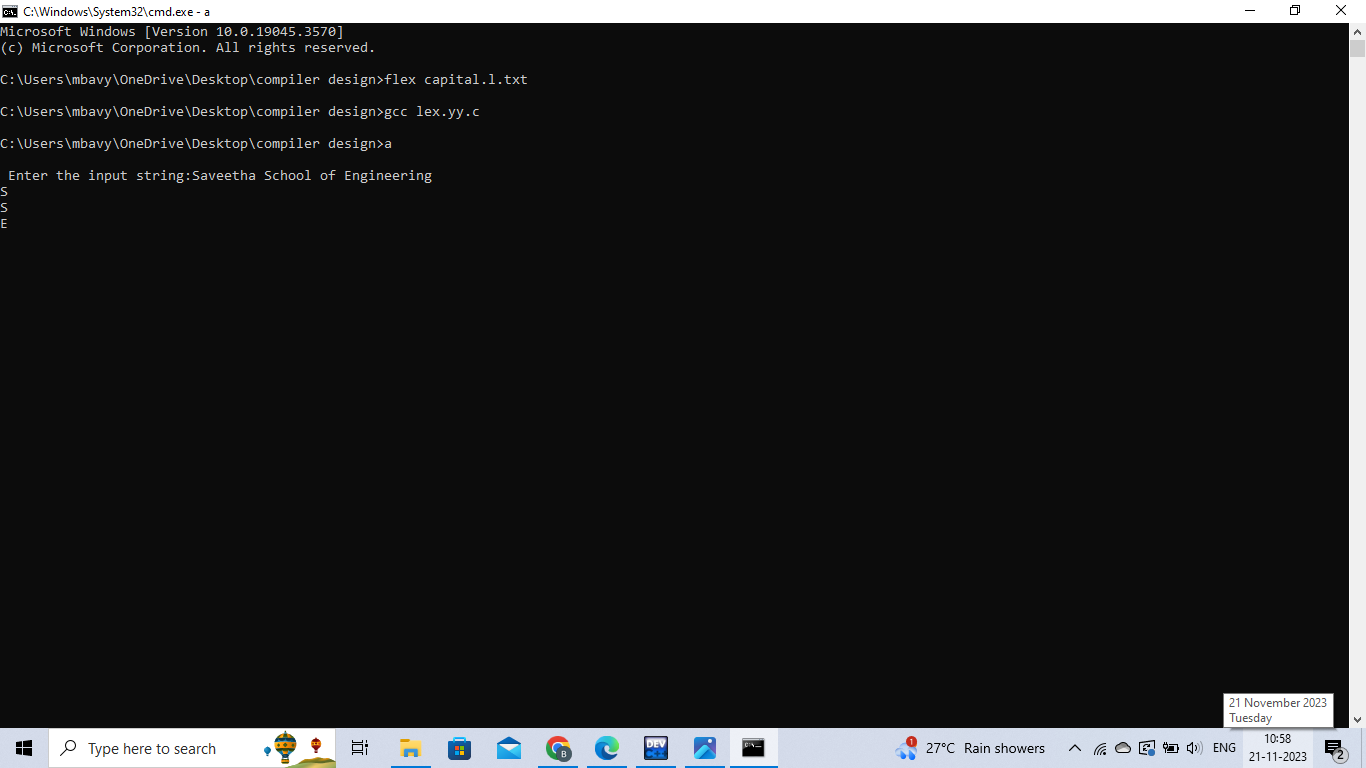 C:\Windows\System32\cmd.exe - a
Microsoft Windows [Version 10.0.19045.3570]
(c) Microsoft Corporation. All rights reserved.
C:\Users\mbavy\OneDrive\Desktop\compiler design>flex capital.l.txt
C:\Users\mbavy\OneDrive\Desktop\compiler design>gcc lex.yy.c
C:\Users\mbavy\OneDrive\Desktop\compiler design>a
Enter the input string:Saveetha School of Engineering
S
S
E
21 November 2023
Tuesday
Type here to search
DEV
B
1
27°C Rain showers
ENG
10:58
21-11-2023
2